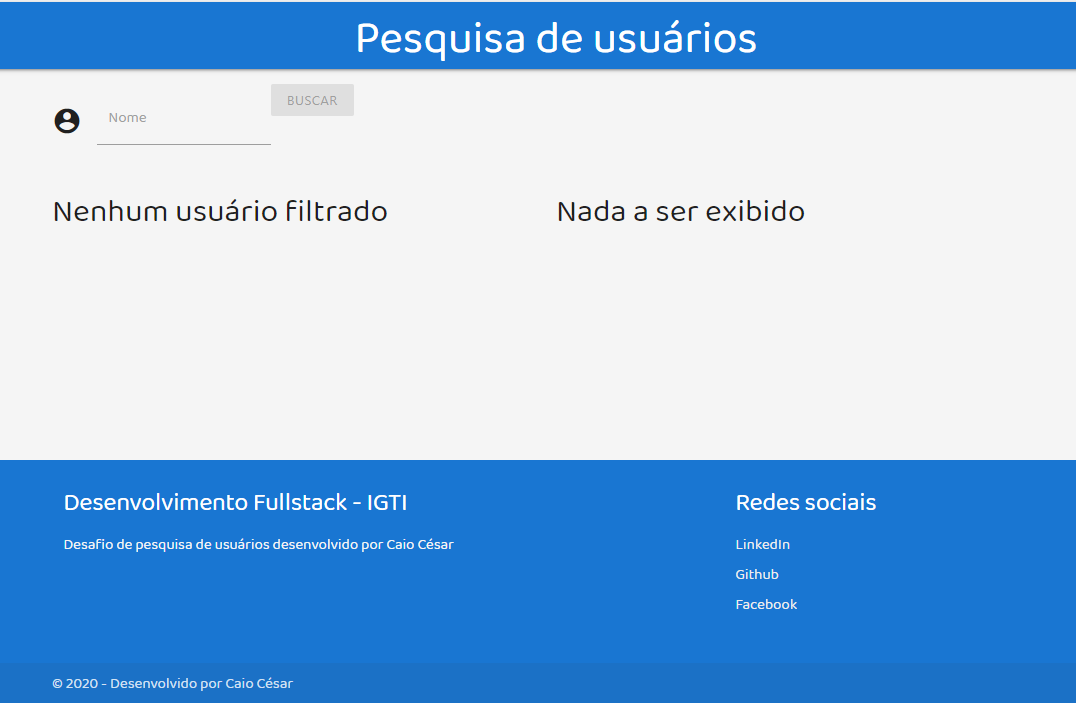 Pesquisa de usuários
BUSCAR
Nome
Nenhum usuário filtrado
Nada a ser exibido
Desenvolvimento Fullstack - IGTI
Desafio de pesquisa de usuários desenvolvido por Caio César
Redes sociais
LinkedIn
Github
Facebook
© 2020 - Desenvolvido por Caio César